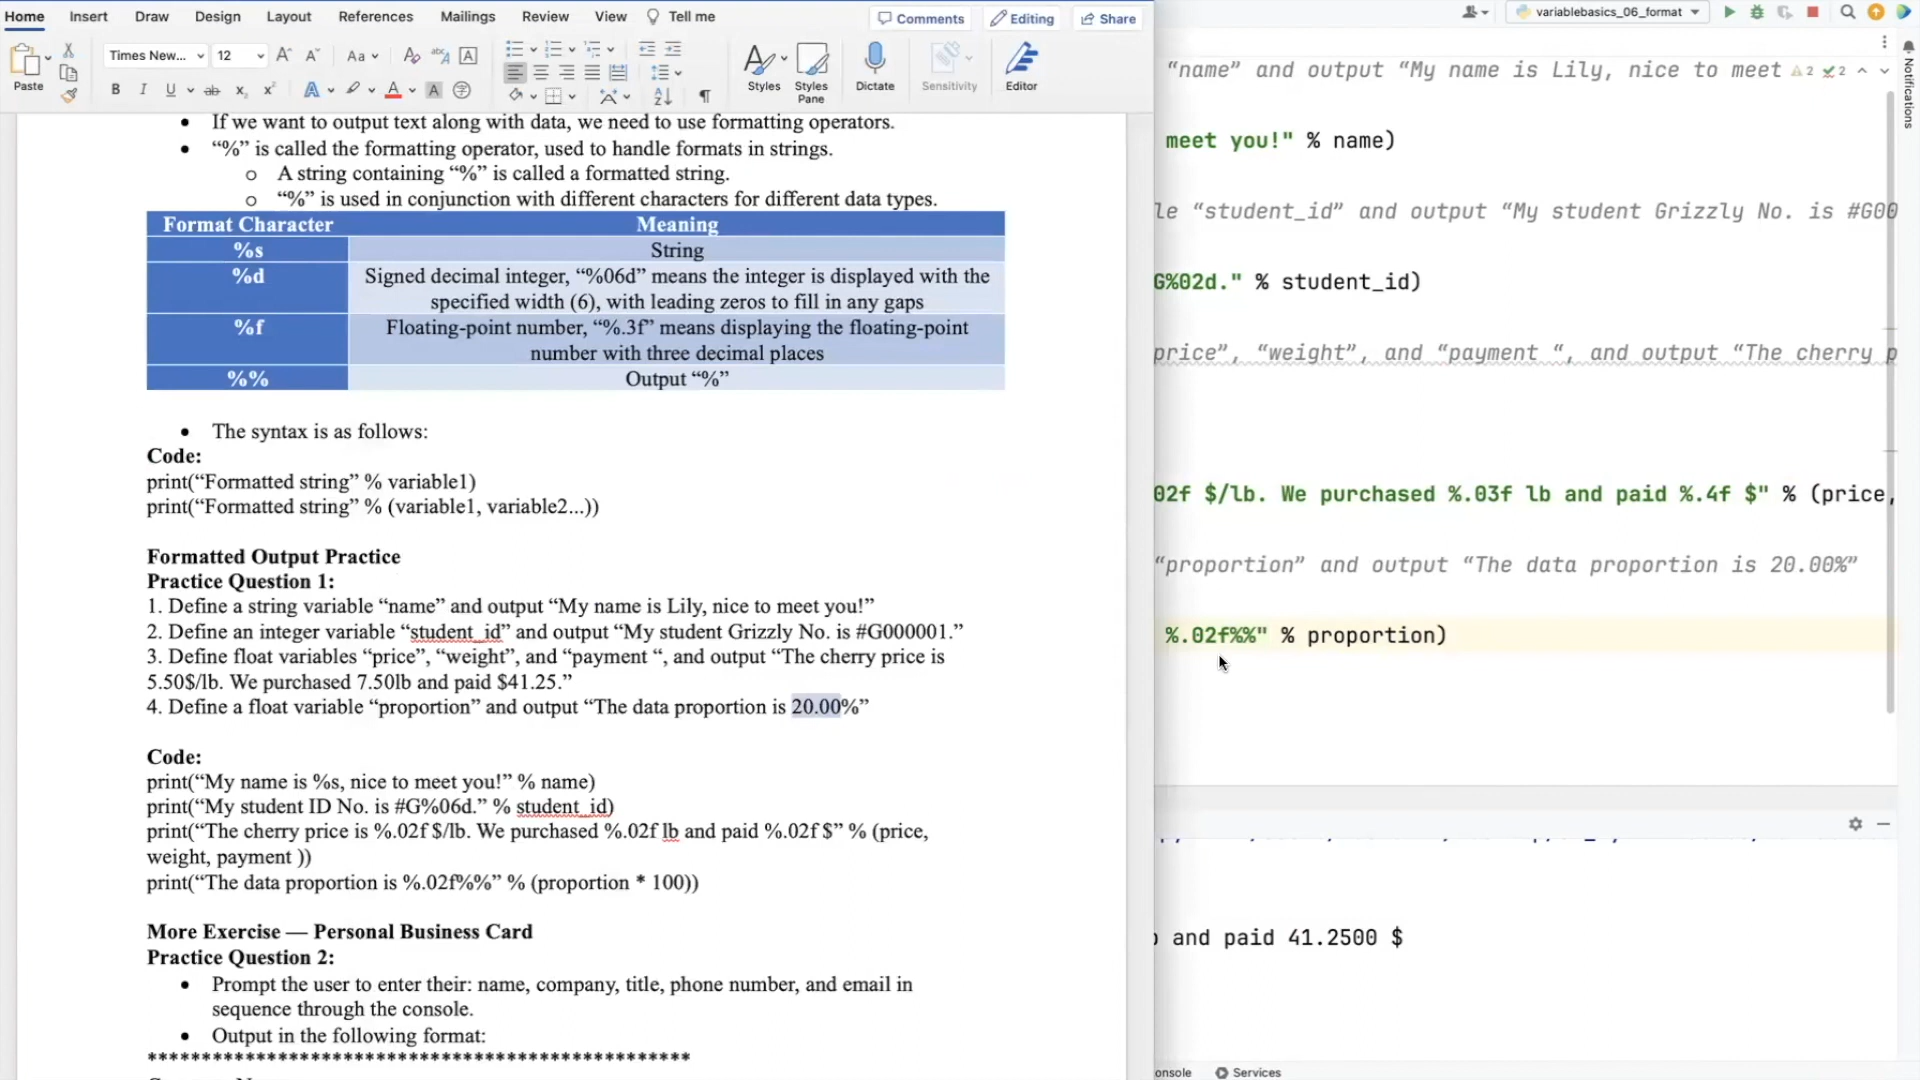 Home Insert Draw Design Layout References Mailings Review View Tell me Comments Editing Share
Times New... 12 Aa
Paste
B I U ab x₂ x² A A A
Styles Styles Pane Dictate Sensitivity Editor
• If we want to output text along with data, we need to use formatting operators.
• “%” is called the formatting operator, used to handle formats in strings.
o A string containing “%” is called a formatted string.
o “%” is used in conjunction with different characters for different data types.
Format Character Meaning
%s String
%d Signed decimal integer, “%06d” means the integer is displayed with the
specified width (6), with leading zeros to fill in any gaps
%f Floating-point number, “%.3f” means displaying the floating-point
number with three decimal places
%% Output “%”
• The syntax is as follows:
Code:
print(“Formatted string” % variable1)
print(“Formatted string” % (variable1, variable2...))
Formatted Output Practice
Practice Question 1:
1. Define a string variable “name” and output “My name is Lily, nice to meet you!”
2. Define an integer variable “student_id” and output “My student Grizzly No. is #G000001.”
3. Define float variables “price”, “weight”, and “payment “, and output “The cherry price is
5.50$/lb. We purchased 7.50lb and paid $41.25.”
4. Define a float variable “proportion” and output “The data proportion is 20.00%”
Code:
print(“My name is %s, nice to meet you!” % name)
print(“My student ID No. is #G%06d.” % student_id)
print(“The cherry price is %.02f $/lb. We purchased %.02f lb and paid %.02f $” % (price,
weight, payment ))
print(“The data proportion is %.02f%%” % (proportion * 100))
More Exercise — Personal Business Card
Practice Question 2:
• Prompt the user to enter their: name, company, title, phone number, and email in
sequence through the console.
• Output in the following format:
**************************************************
variablebasics_06_format
Notifications
“name” and output “My name is Lily, nice to meet 2 2
meet you!" % name)
le “student_id” and output “My student Grizzly No. is #G00
G%02d." % student_id)
price”, “weight”, and “payment “, and output “The cherry p
02f $/lb. We purchased %.03f lb and paid %.4f $" % (price,
“proportion” and output “The data proportion is 20.00%”
%.02f%%" % proportion)
and paid 41.2500 $
onsole Services